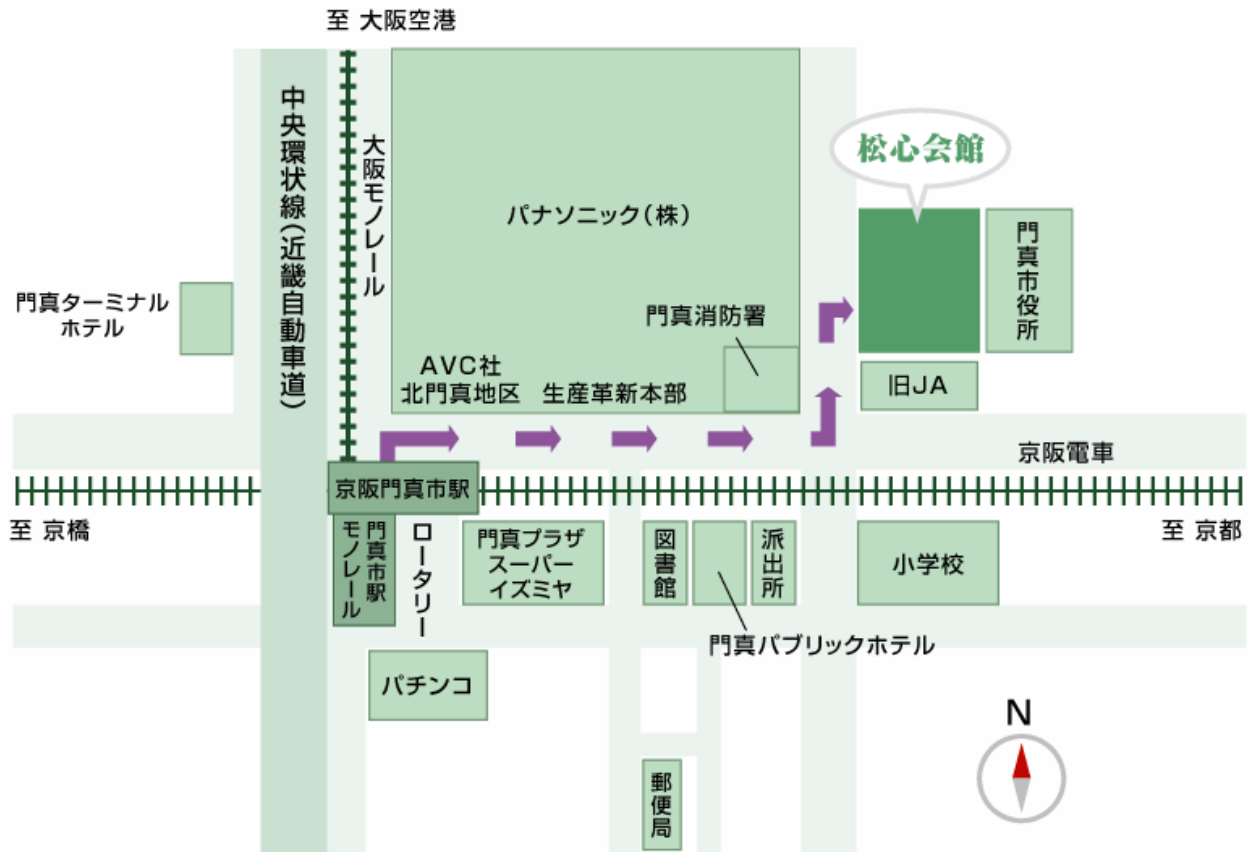 至 大阪空港
中央環状線（近畿自動車道）
大阪モノレール
パナソニック（株）
松心会館
門真市役所
門真ターミナル
ホテル
門真消防署
AVC社
北門真地区　生産革新本部
旧JA
京阪電車
京阪門真市駅
至 京橋
至 京都
モノレール
門真市駅
ロータリー
門真プラザ
スーパー
イズミヤ
図書館
派出所
小学校
門真パブリックホテル
パチンコ
N
郵便局